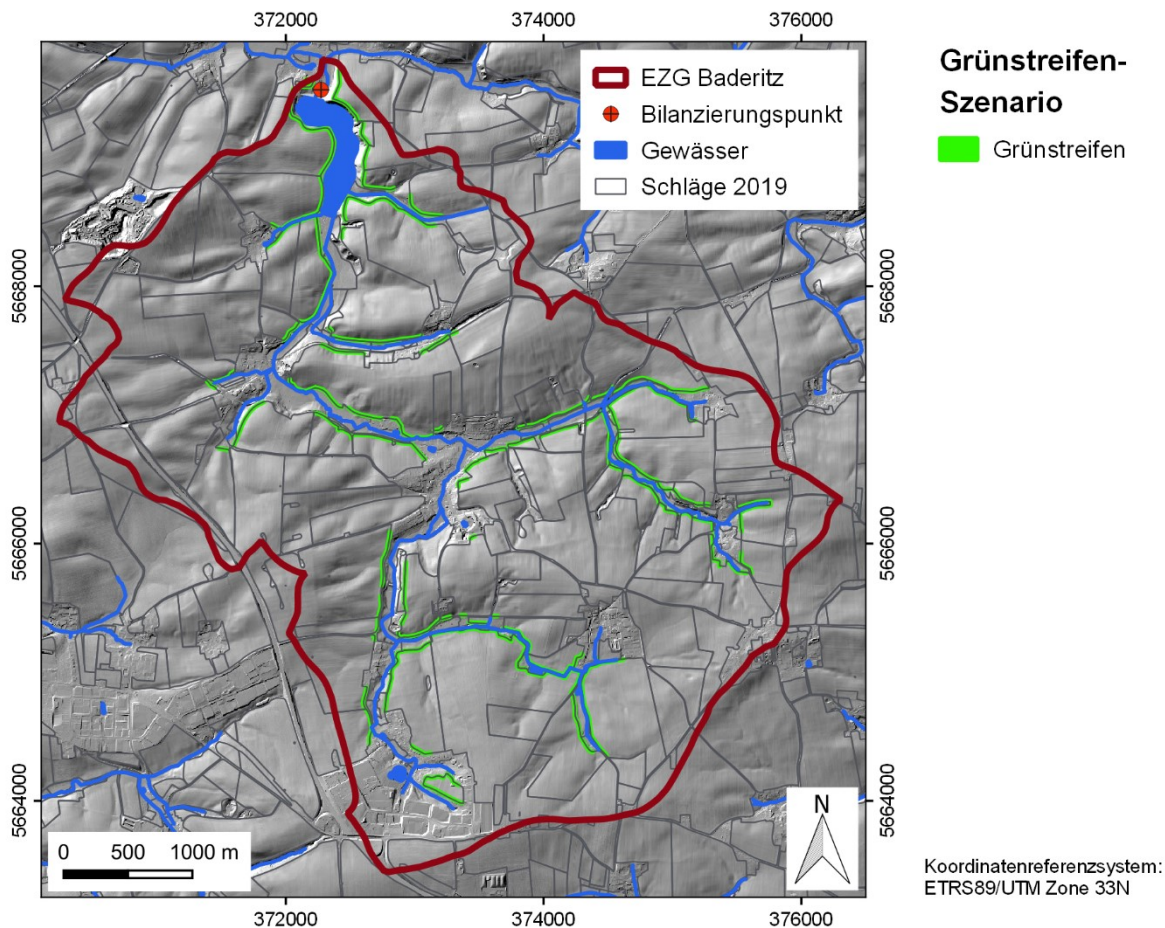 372000
374000
376000
EZG Baderitz
Bilanzierungspunkt
Gewässer
Schläge 2019
Grünstreifen-
Szenario
Grünstreifen
5668000
5668000
5666000
5666000
5664000
5664000
0 500 1000 m
N
372000
374000
376000
Koordinatenreferenzsystem:
ETRS89/UTM Zone 33N